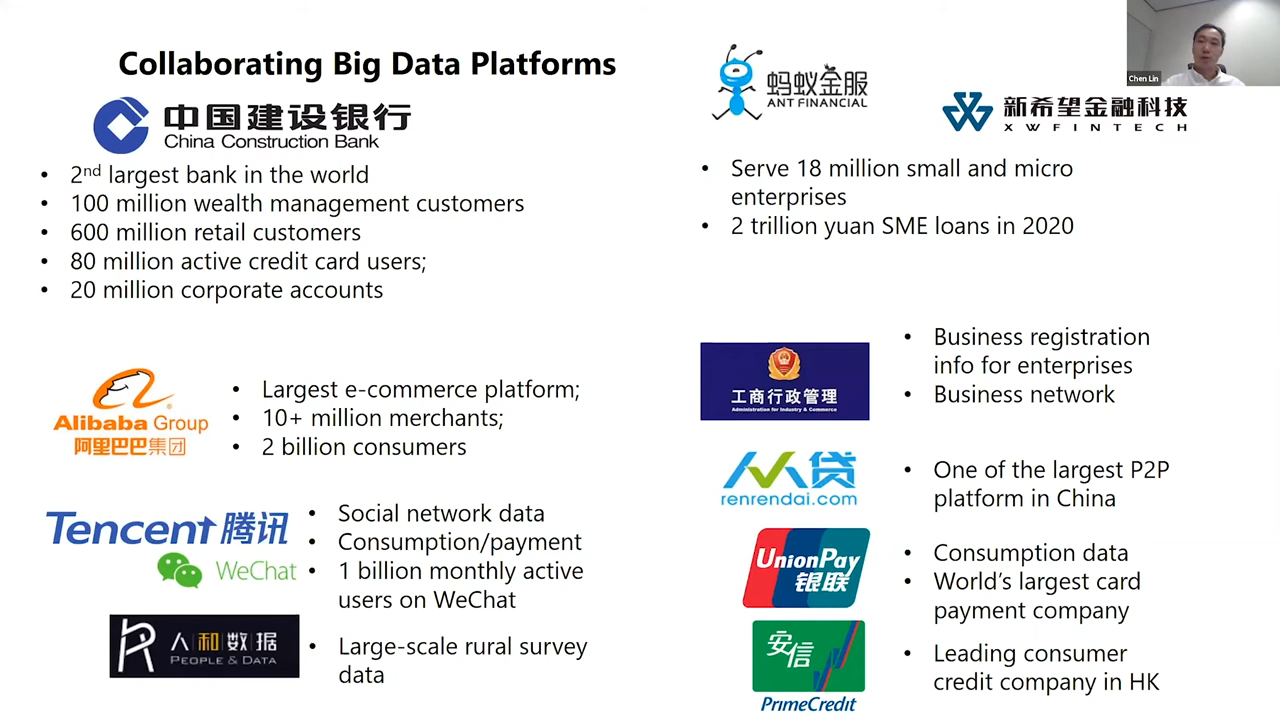 Collaborating Big Data Platforms
中国建设银行
China Construction Bank
• 2nd largest bank in the world
• 100 million wealth management customers
• 600 million retail customers
• 80 million active credit card users;
• 20 million corporate accounts
Alibaba Group
阿里巴巴集团
• Largest e-commerce platform;
• 10+ million merchants;
• 2 billion consumers
Tencent 腾讯
WeChat
• Social network data
• Consumption/payment
• 1 billion monthly active
users on WeChat
人和数据
PEOPLE & DATA
• Large-scale rural survey
data
蚂蚁金服
ANT FINANCIAL
新希望金融科技
XWFINTECH
Chen Lin
• Serve 18 million small and micro
enterprises
• 2 trillion yuan SME loans in 2020
工商行政管理
Administration for Industry & Commerce
• Business registration
info for enterprises
• Business network
人人贷
renrendai.com
• One of the largest P2P
platform in China
UnionPay
银联
• Consumption data
• World's largest card
payment company
安信
PrimeCredit
• Leading consumer
credit company in HK